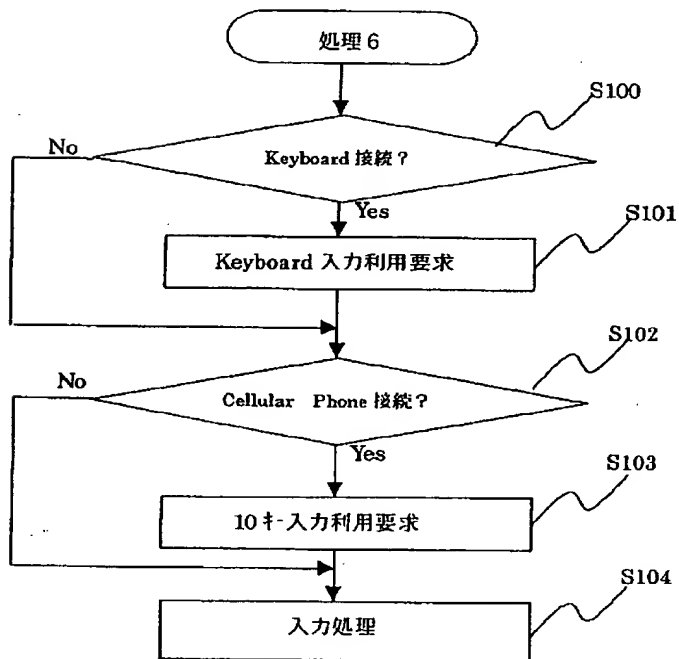 処理6
S100
No
Keyboard 接続?
Yes
S101
Keyboard 入力利用要求
S102
No
Cellular Phone 接続?
Yes
S103
10キー入力利用要求
S104
入力処理